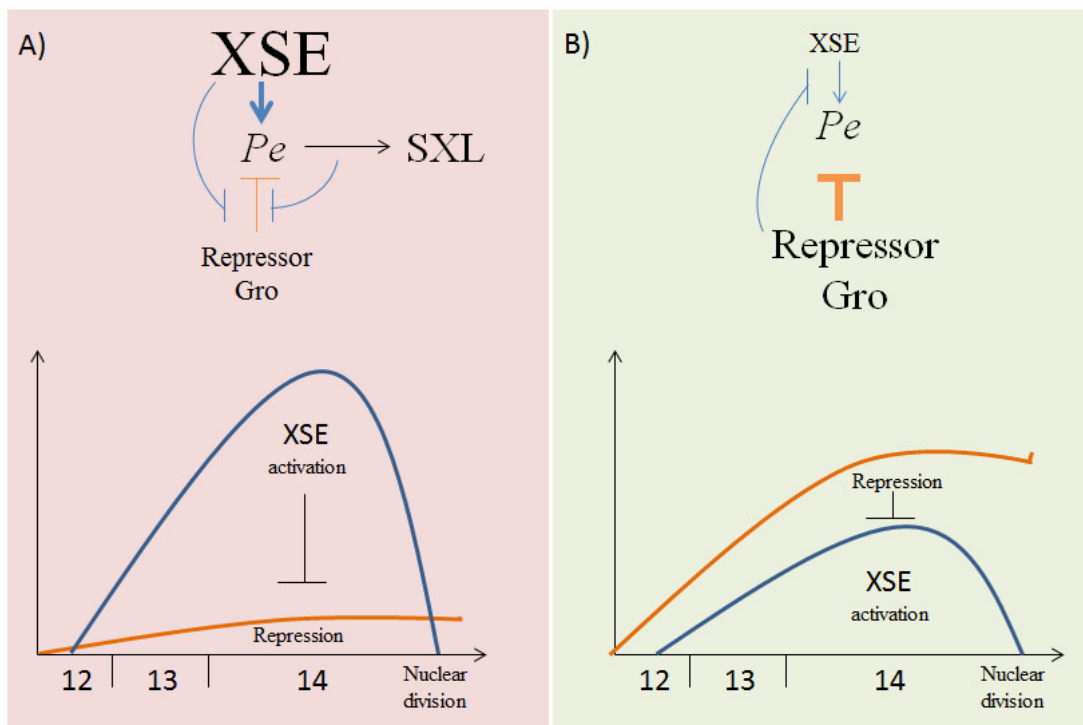 A)
XSE
Pe
SXL
Repressor
Gro
XSE
activation
Repression
12
13
14
Nuclear
division
B)
XSE
Pe
Repressor
Gro
Repression
XSE
activation
12
13
14
Nuclear
division